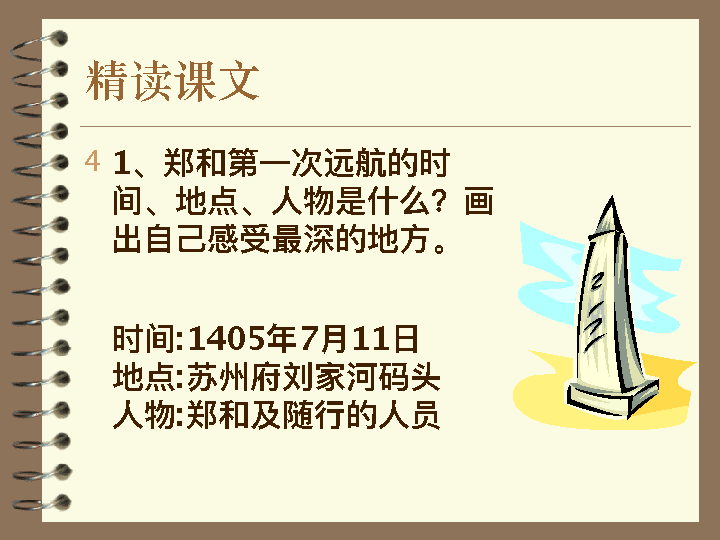 精读课文
4 1、郑和第一次远航的时
间、地点、人物是什么？画
出自己感受最深的地方。
时间:1405年7月11日
地点:苏州府刘家河码头
人物:郑和及随行的人员